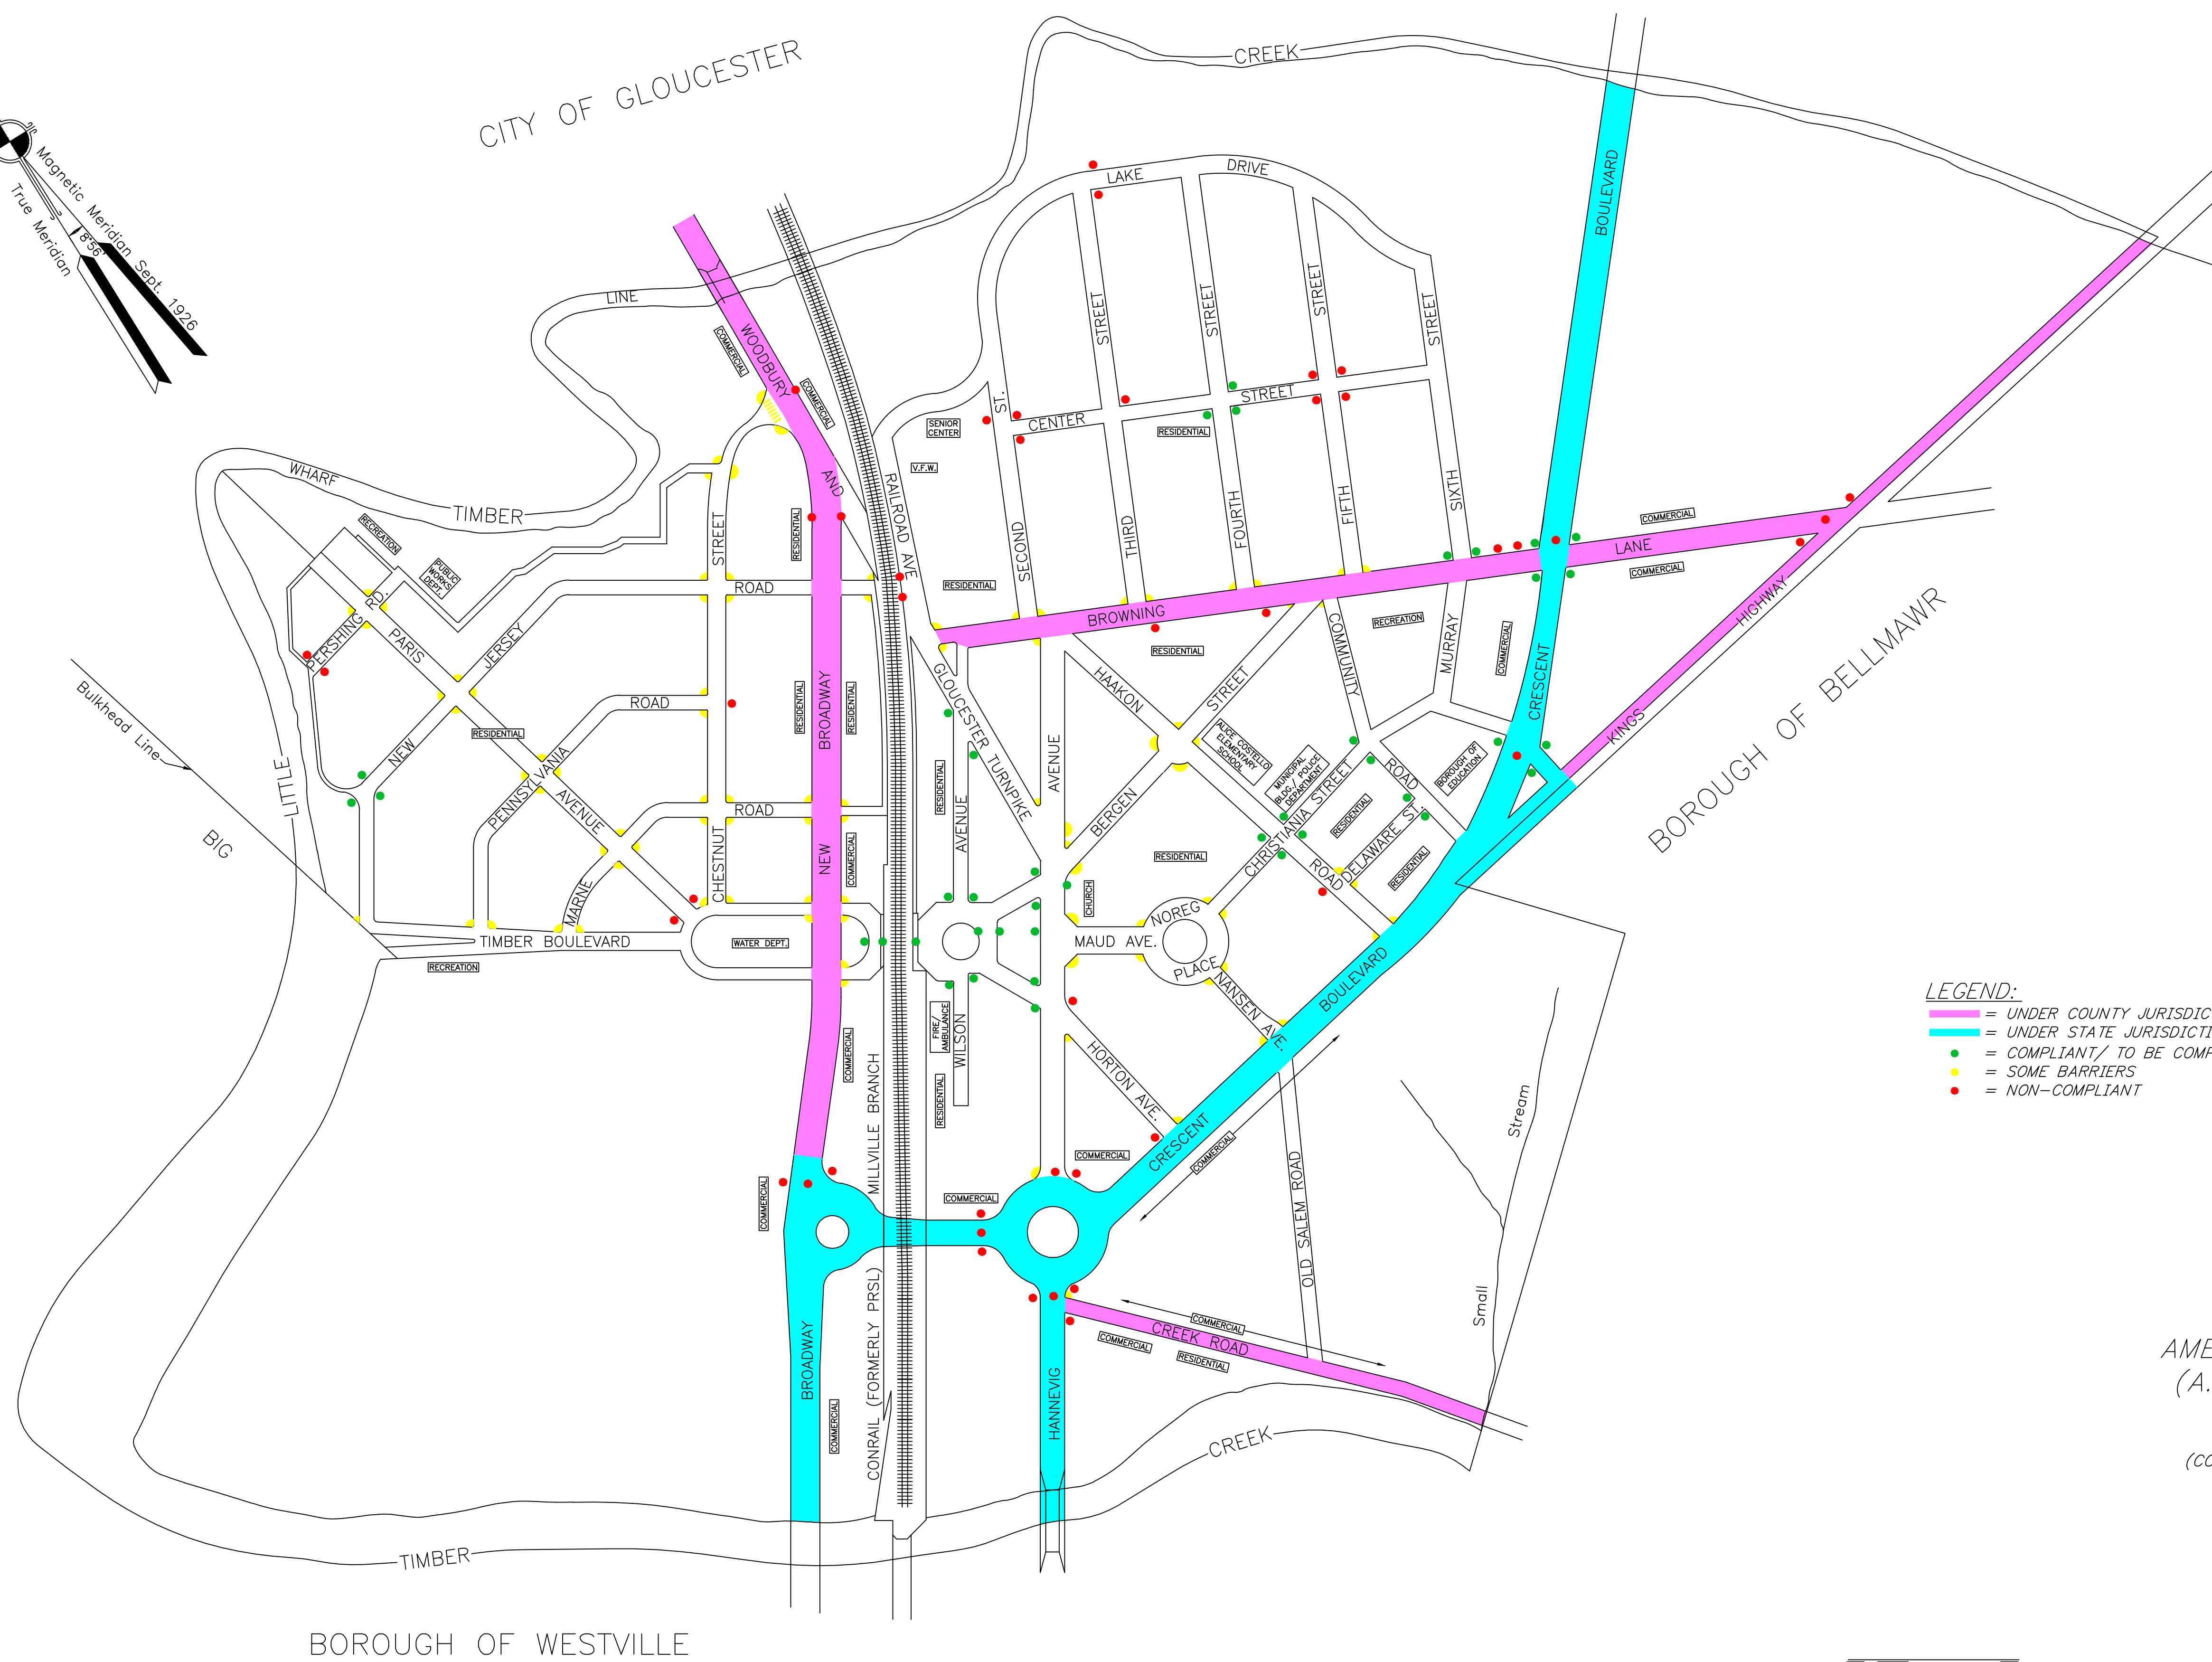 CITY OF GLOUCESTER
CREEK
Magnetic Meridian Sept. 1926
True Meridian
8°56'
LINE
LAKE
DRIVE
BOULEVARD
WOODBURY
AND
COMMERCIAL
COMMERCIAL
STREET
STREET
STREET
STREET
ST.
CENTER
STREET
SENIOR
CENTER
V.F.W.
RESIDENTIAL
RAILROAD AVE
SECOND
THIRD
FOURTH
FIFTH
SIXTH
WHARF
TIMBER
RECREATION
PUBLIC
WORKS
DEPT.
STREET
RESIDENTIAL
ROAD
RESIDENTIAL
BROWNING
LANE
COMMERCIAL
COMMERCIAL
PERSHING RD.
PARIS
JERSEY
NEW
ROAD
RESIDENTIAL
PENNSYLVANIA
AVENUE
ROAD
MARNE
CHESTNUT
RESIDENTIAL
BROADWAY
RESIDENTIAL
NEW
COMMERCIAL
RESIDENTIAL
AVENUE
GLOUCESTER TURNPIKE
AVENUE
RESIDENTIAL
HAAKON
STREET
COMMUNITY
RECREATION
MURRAY
COMMERCIAL
CRESCENT
KINGS
HIGHWAY
BOROUGH OF BELLMAWR
BERGEN
ALICE COSTELLO
ELEMENTARY
SCHOOL
MUNICIPAL
BLDG./ POLICE
DEPARTMENT
CHRISTIANA STREET
ROAD
BOROUGH OF
EDUCATION
RESIDENTIAL
RESIDENTIAL
DELAWARE ST.
ROAD
RESIDENTIAL
Bulkhead Line
LITTLE
BIG
TIMBER BOULEVARD
RECREATION
WATER DEPT.
CHURCH
MAUD AVE.
NOREG
PLACE
NANSEN AVE.
BOULEVARD
FIRE/
AMBULANCE
WILSON
RESIDENTIAL
COMMERCIAL
MILLVILLE BRANCH
HORTON AVE.
COMMERCIAL
CRESCENT
COMMERCIAL
COMMERCIAL
COMMERCIAL
OLD SALEM ROAD
Stream
Small
CONRAIL (FORMERLY PRSL)
BROADWAY
COMMERCIAL
HANNEVIG
CREEK ROAD
COMMERCIAL
COMMERCIAL
RESIDENTIAL
CREEK
TIMBER
BOROUGH OF WESTVILLE
LEGEND:
= UNDER COUNTY JURISDIC
= UNDER STATE JURISDICTI
= COMPLIANT/ TO BE COMP
= SOME BARRIERS
= NON-COMPLIANT
AME
(A.
(CO